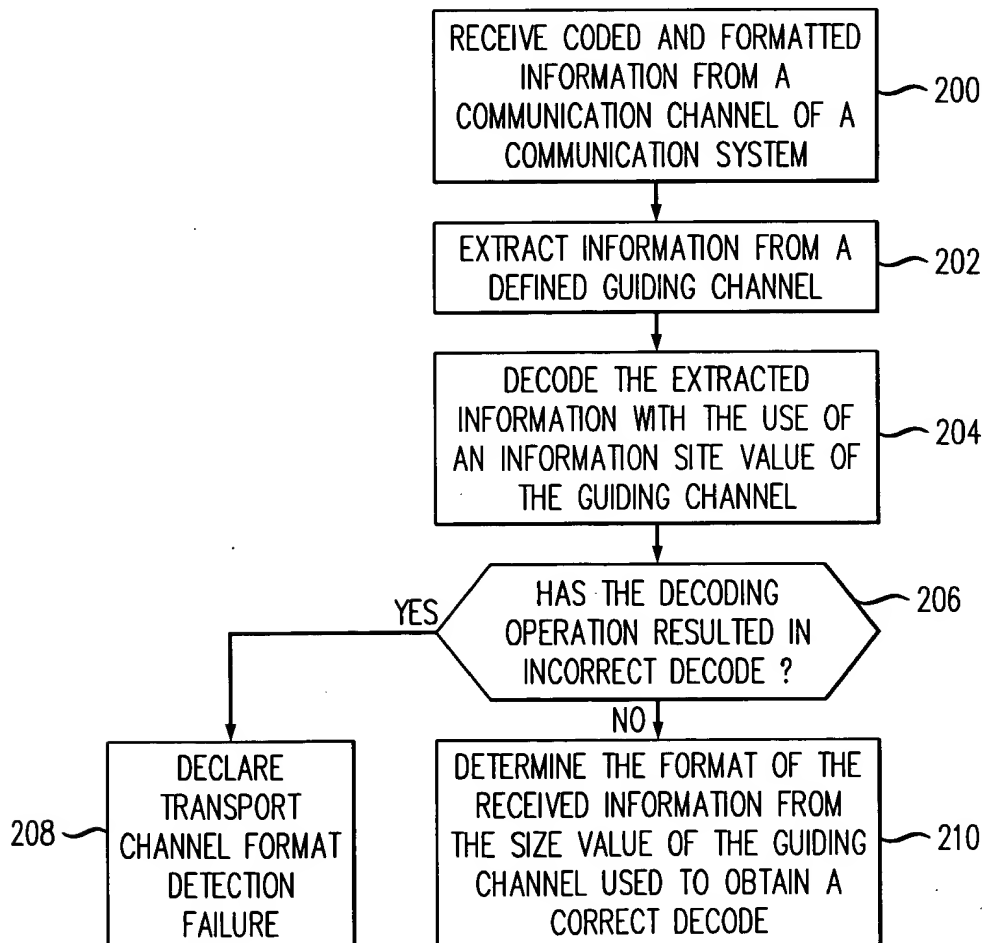 RECEIVE CODED AND FORMATTED
INFORMATION FROM A
COMMUNICATION CHANNEL OF A
COMMUNICATION SYSTEM
200
EXTRACT INFORMATION FROM A
DEFINED GUIDING CHANNEL
202
DECODE THE EXTRACTED
INFORMATION WITH THE USE OF
AN INFORMATION SITE VALUE OF
THE GUIDING CHANNEL
204
HAS THE DECODING
OPERATION RESULTED IN
INCORRECT DECODE ?
206
YES
NO
DECLARE
TRANSPORT
CHANNEL FORMAT
DETECTION
FAILURE
208
DETERMINE THE FORMAT OF THE
RECEIVED INFORMATION FROM
THE SIZE VALUE OF THE GUIDING
CHANNEL USED TO OBTAIN A
CORRECT DECODE
210